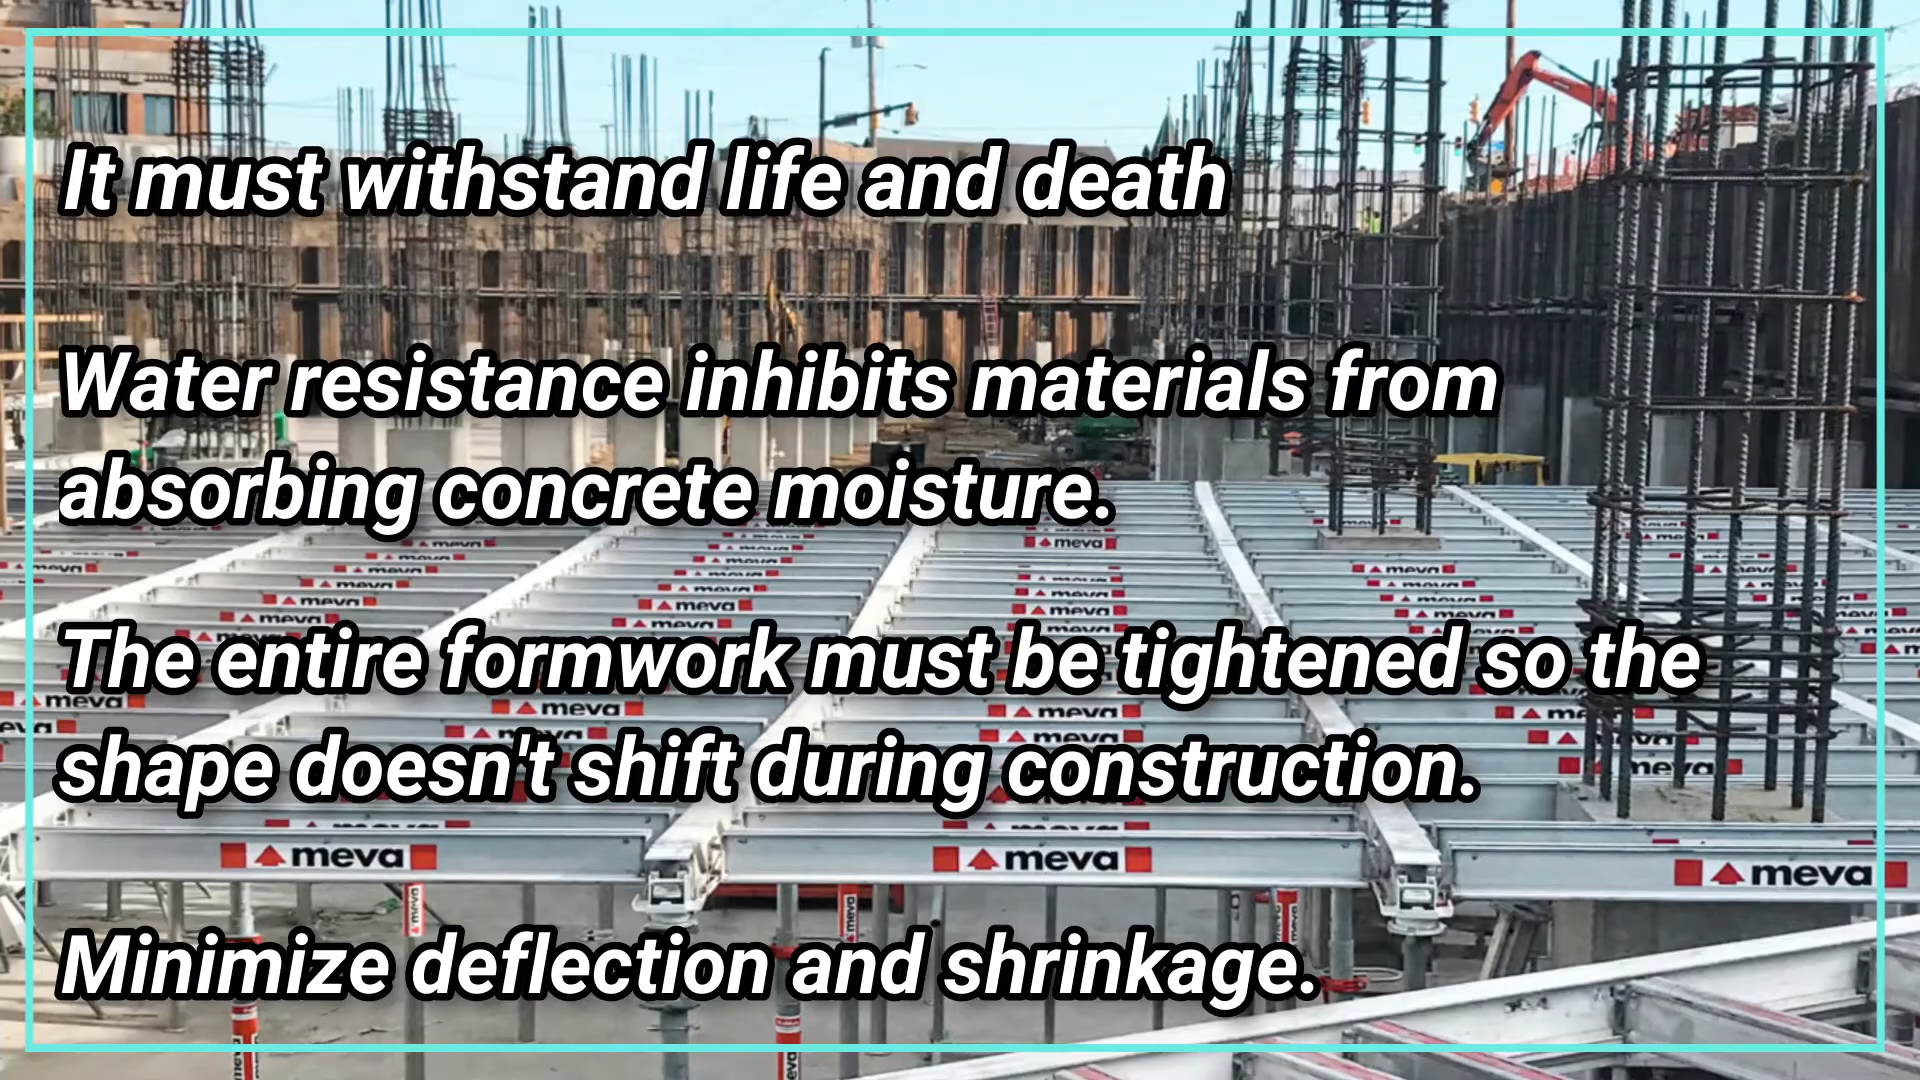 It must withstand life and death
Water resistance inhibits materials from
absorbing concrete moisture.
The entire formwork must be tightened so the
shape doesn't shift during construction.
Minimize deflection and shrinkage.
meva
meva
meva